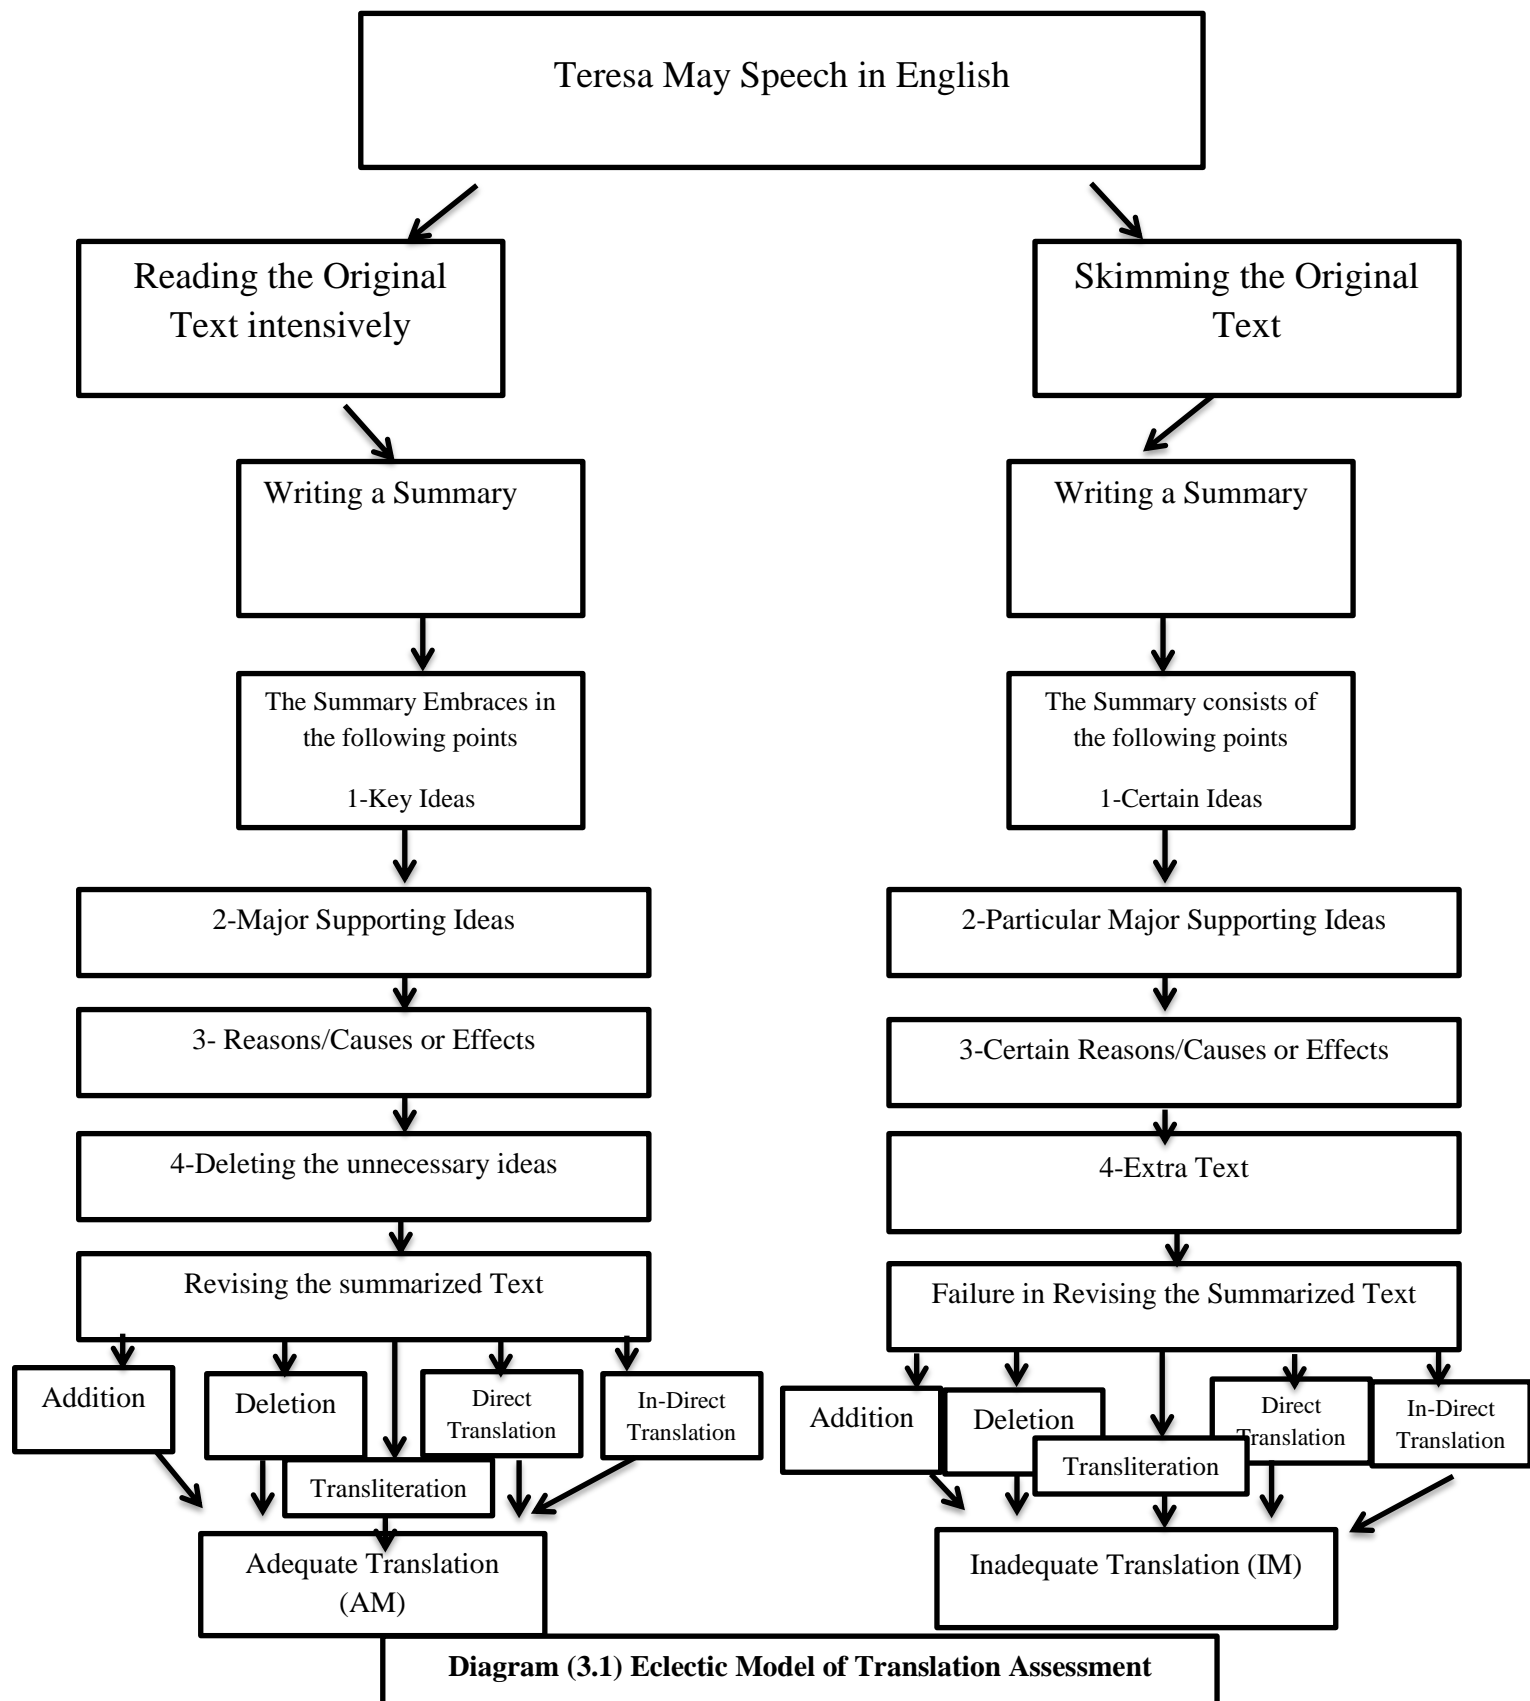 Teresa May Speech in English
Reading the Original
Text intensively
Skimming the Original
Text
Writing a Summary
Writing a Summary
The Summary Embraces in
the following points
1-Key Ideas
The Summary consists of
the following points
1-Certain Ideas
2-Major Supporting Ideas
2-Particular Major Supporting Ideas
3- Reasons/Causes or Effects
3-Certain Reasons/Causes or Effects
4-Deleting the unnecessary ideas
4-Extra Text
Revising the summarized Text
Failure in Revising the Summarized Text
Addition
Deletion
Direct
Translation
In-Direct
Translation
Transliteration
Addition
Deletion
Direct
Translation
In-Direct
Translation
Transliteration
Adequate Translation
(AM)
Inadequate Translation (IM)
Diagram (3.1) Eclectic Model of Translation Assessment